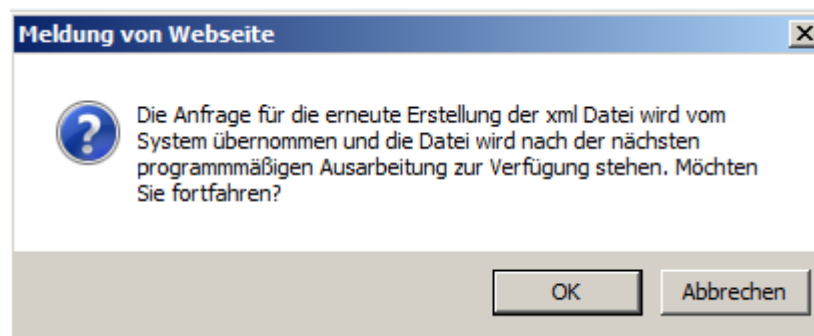 Meldung von Webseite
Die Anfrage für die erneute Erstellung der xml Datei wird vom
System übernommen und die Datei wird nach der nächsten
programmmäßigen Ausarbeitung zur Verfügung stehen. Möchten
Sie fortfahren?
OK
Abbrechen